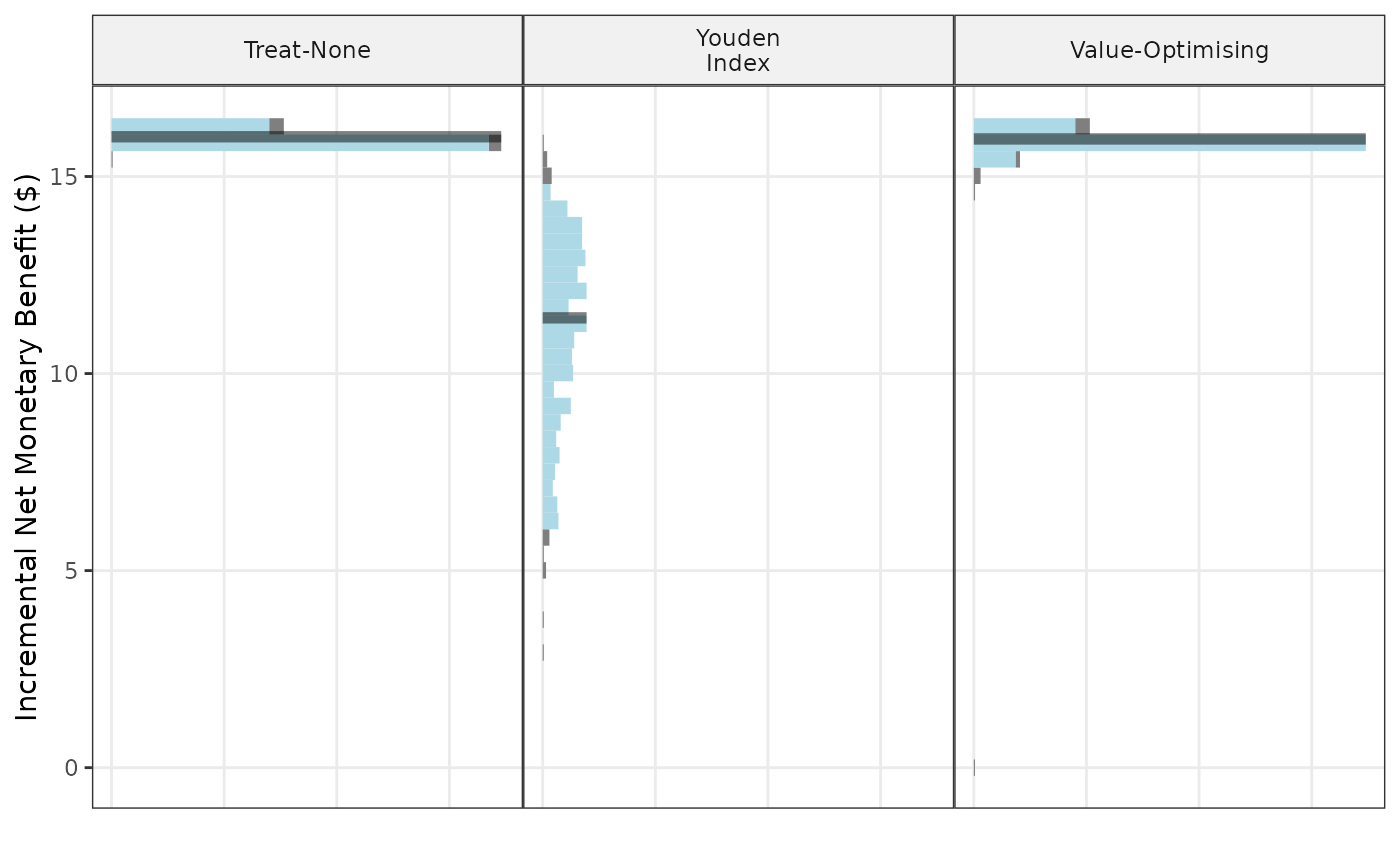 Treat-None
Youden
Index
Value-Optimising
Incremental Net Monetary Benefit ($)
15
10
5
0